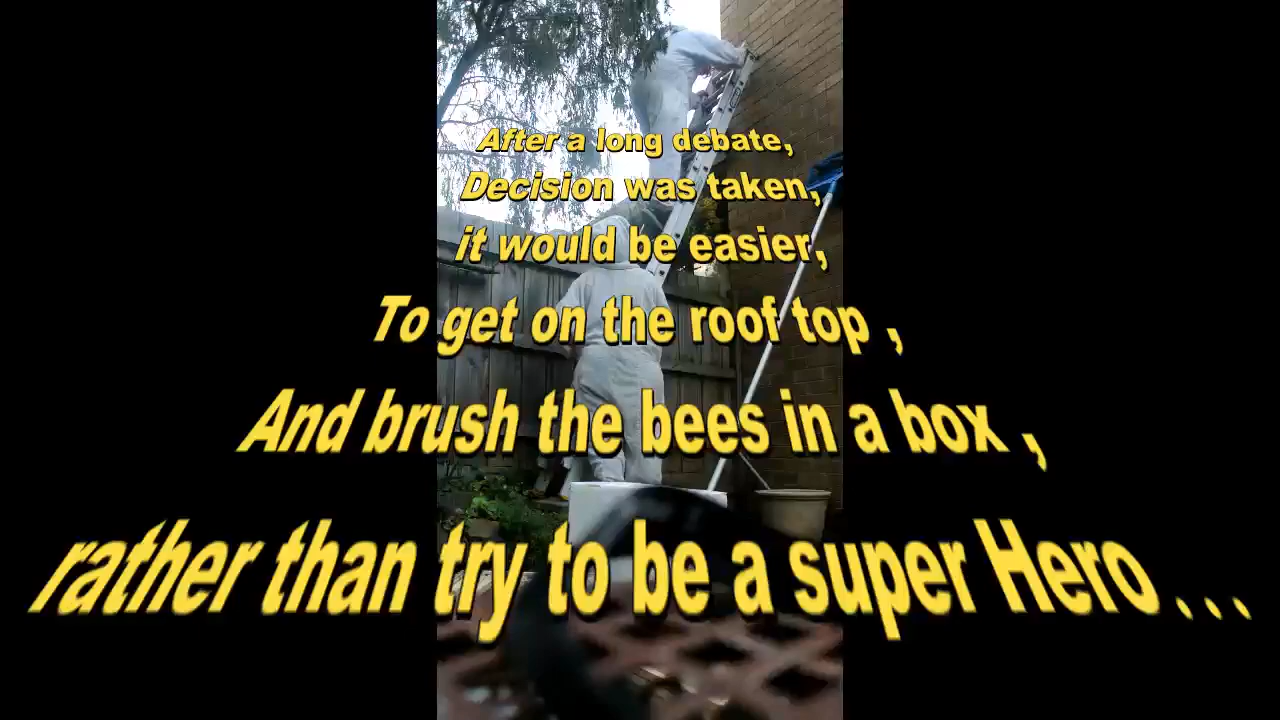 After a long debate,
Decision was taken,
it would be easier,
To get on the roof top ,
And brush the bees in a box ,
rather than try to be a super Hero . . .